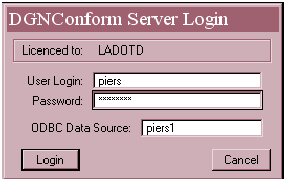 DGNConform Server Login
Licenced to: LADOTD
User Login: piers
Password: ********
ODBC Data Source: piers1
Login Cancel